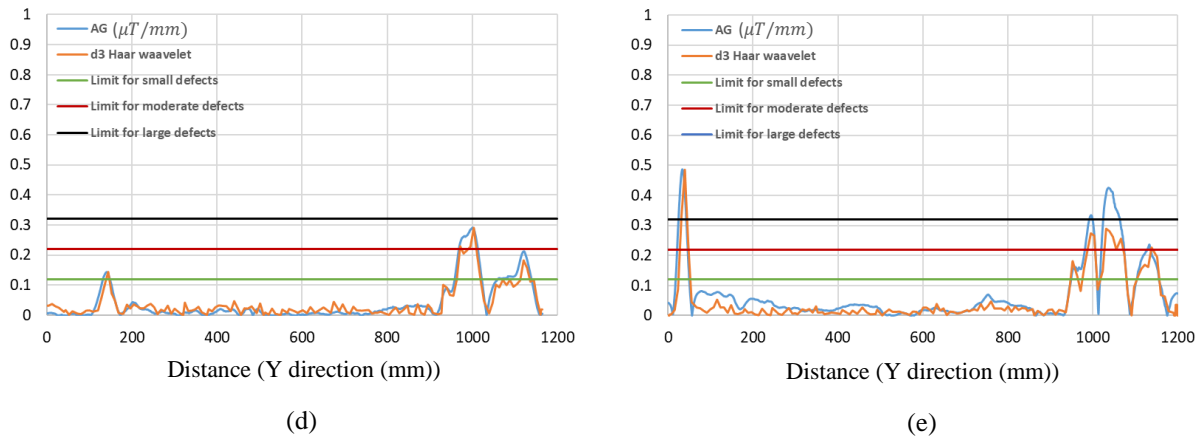 1
0.9
0.8
0.7
0.6
0.5
0.4
0.3
0.2
0.1
0
AG (μT/mm)
d3 Haar waavelet
Limit for small defects
Limit for moderate defects
Limit for large defects
0 200 400 600 800 1000 1200
Distance (Y direction (mm))
(d)
1
0.9
0.8
0.7
0.6
0.5
0.4
0.3
0.2
0.1
0
AG (μT/mm)
d3 Haar waavelet
Limit for small defects
Limit for moderate defects
Limit for large defects
0 200 400 600 800 1000 1200
Distance (Y direction (mm))
(e)